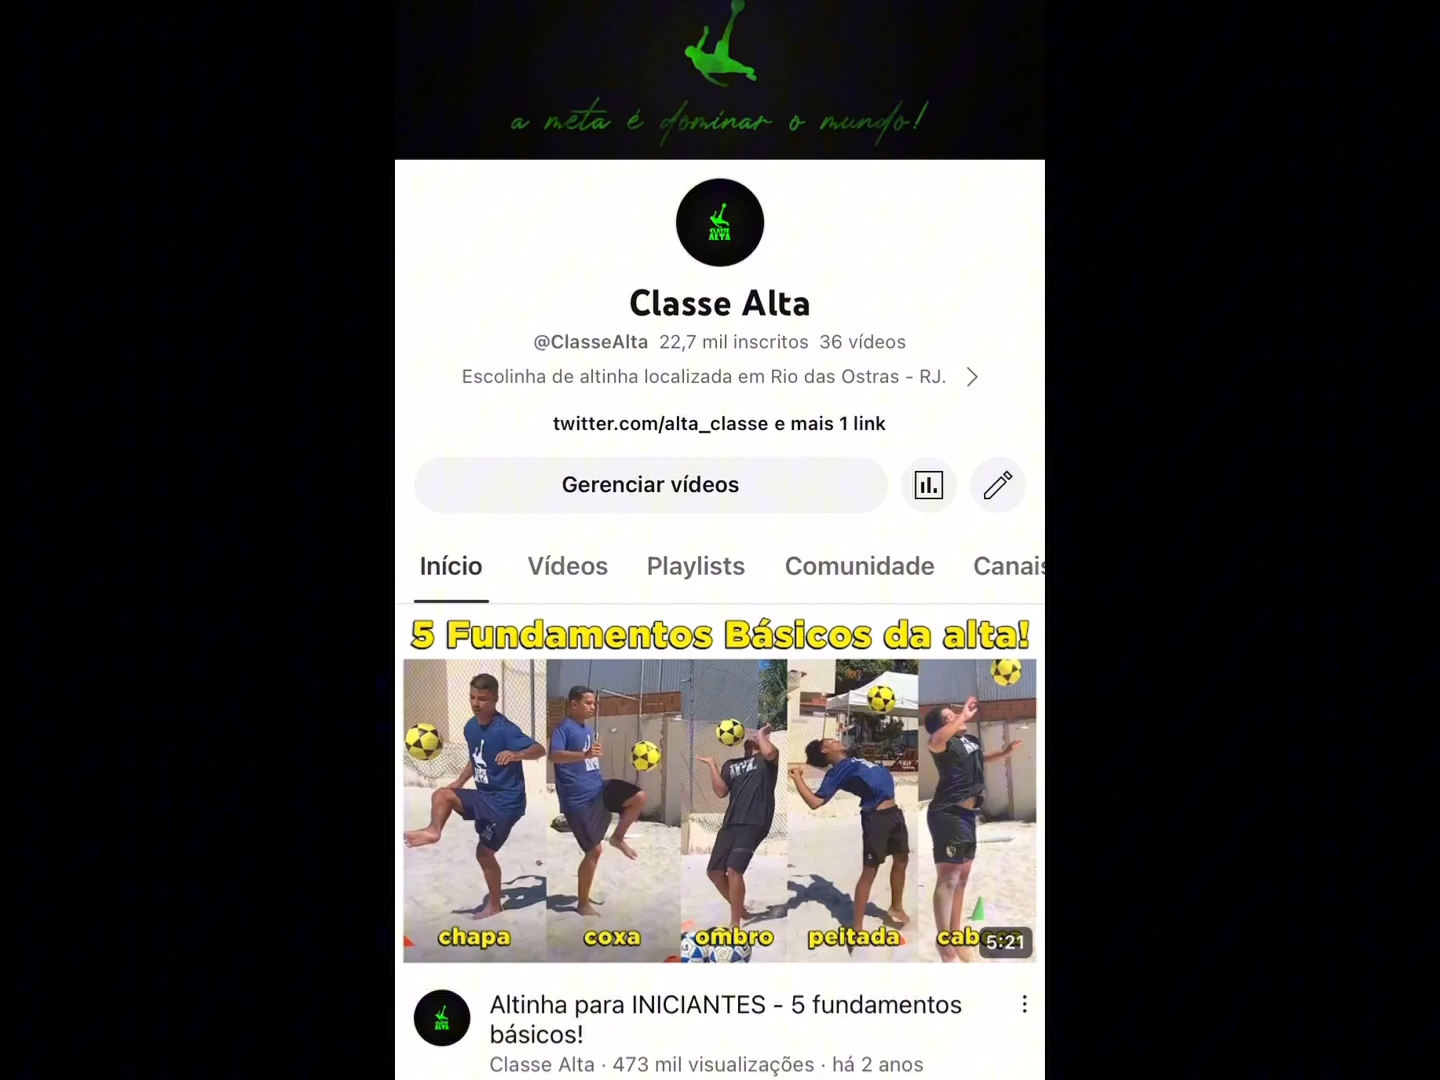 a meta é dominar o mundo!
CLASSE
ALTA
Classe Alta
@ClasseAlta 22,7 mil inscritos 36 vídeos
Escolinha de altinha localizada em Rio das Ostras - RJ.
twitter.com/alta_classe e mais 1 link
Gerenciar vídeos
Início Vídeos Playlists Comunidade Canais
5 Fundamentos Básicos da alta!
chapa coxa ombro peitada
5:21
Altinha para INICIANTES - 5 fundamentos
básicos!
Classe Alta · 473 mil visualizações · há 2 anos